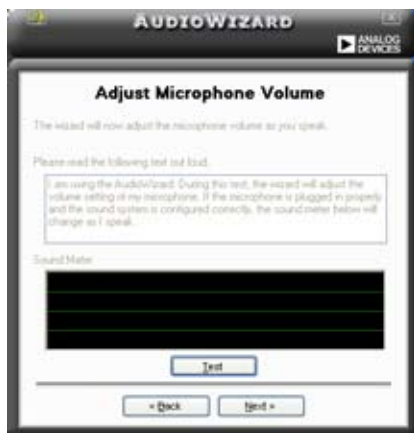 AUDIOWIZARD
ANALOG
DEVICES
Adjust Microphone Volume
The wizard will now adjust the microphone volume as you speak.
Please read the following text out loud.
I am using the AudioWizard. During this test, the wizard will adjust the
volume setting of my microphone. If the microphone is plugged in properly
and the sound system is configured correctly, the sound meter below will
change as I speak.
Sound Meter
Test
< Back
Next >